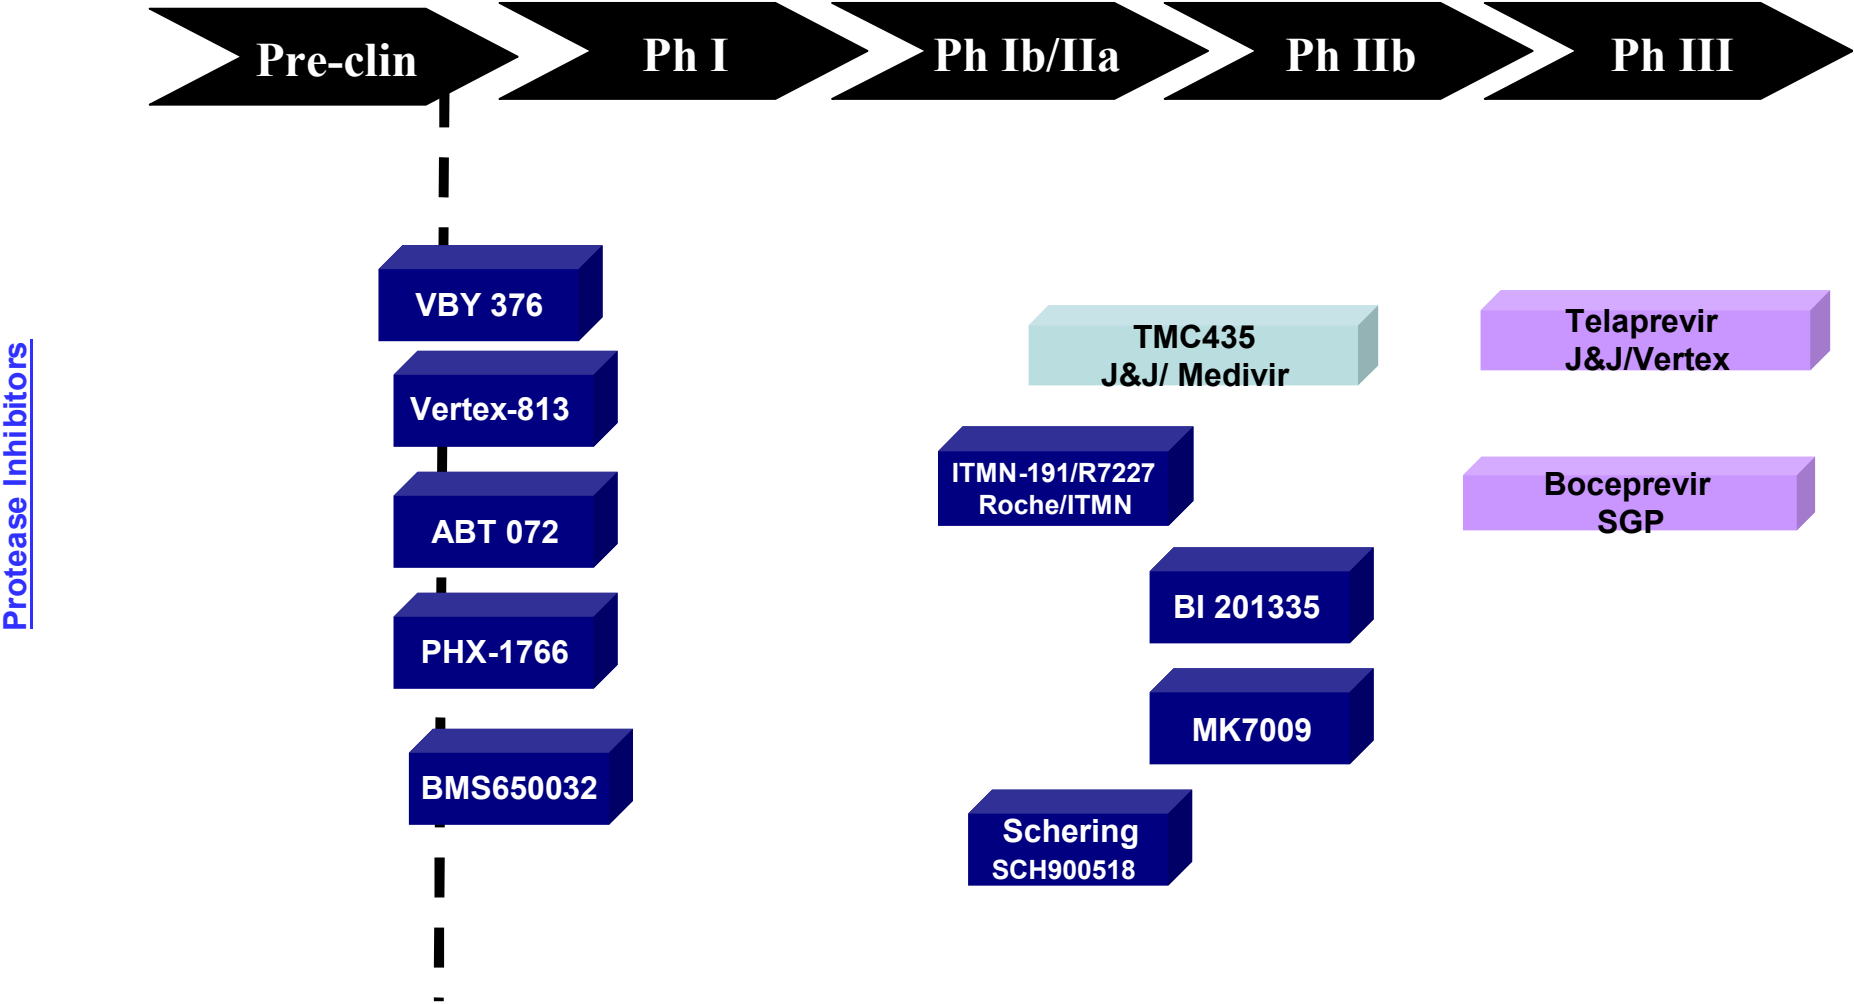 Pre-clin
Ph I
Ph Ib/IIa
Ph IIb
Ph III
Protease Inhibitors
VBY 376
Vertex-813
ABT 072
PHX-1766
BMS650032
TMC435
J&J/ Medivir
ITMN-191/R7227
Roche/ITMN
BI 201335
MK7009
Schering
SCH900518
Telaprevir
J&J/Vertex
Boceprevir
SGP